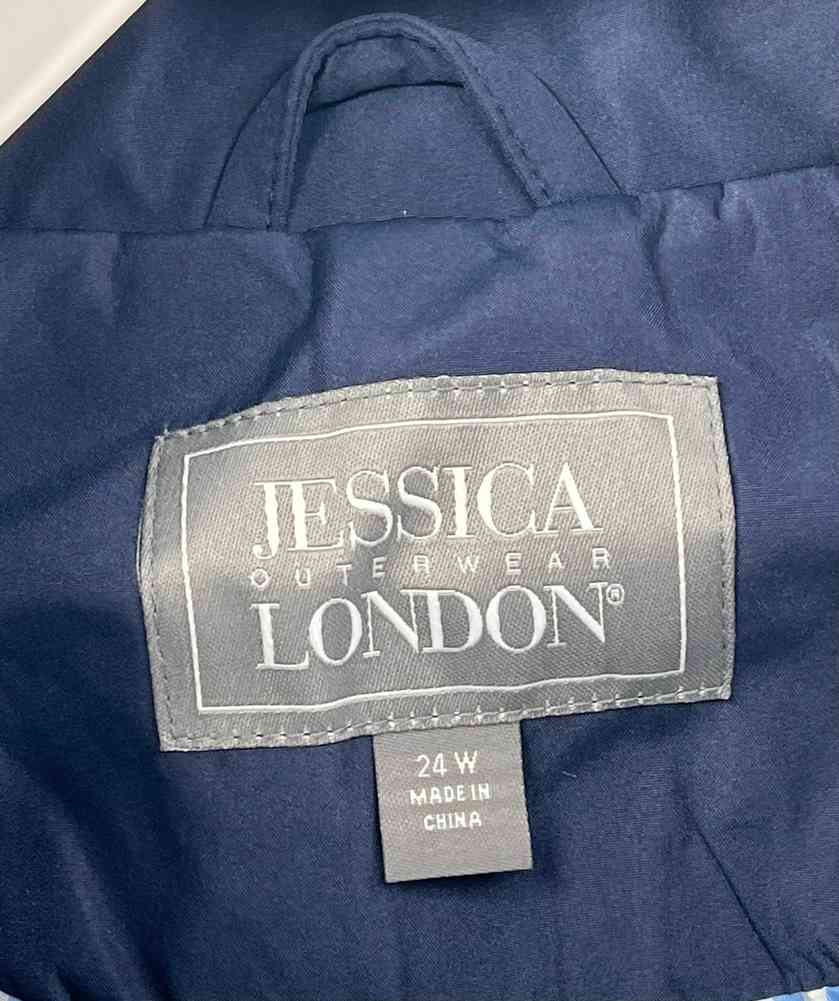 JESSICA
OUTERWEAR
LONDON®
24 W
MADE IN
CHINA